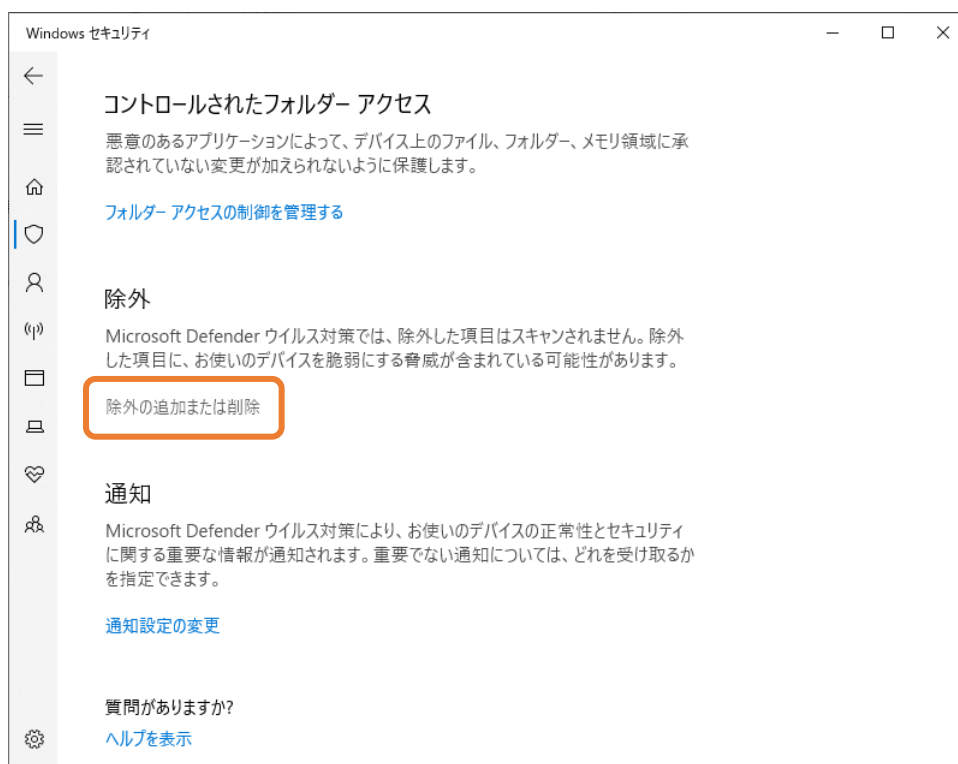 Windows セキュリティ
コントロールされたフォルダー アクセス
悪意のあるアプリケーションによって、デバイス上のファイル、フォルダー、メモリ領域に承
認されていない変更が加えられないように保護します。
フォルダー アクセスの制御を管理する
除外
Microsoft Defender ウイルス対策では、除外した項目はスキャンされません。除外
した項目に、お使いのデバイスを脆弱にする脅威が含まれている可能性があります。
除外の追加または削除
通知
Microsoft Defender ウイルス対策により、お使いのデバイスの正常性とセキュリティ
に関する重要な情報が通知されます。重要でない通知については、どれを受け取るか
を指定できます。
通知設定の変更
質問がありますか?
ヘルプを表示